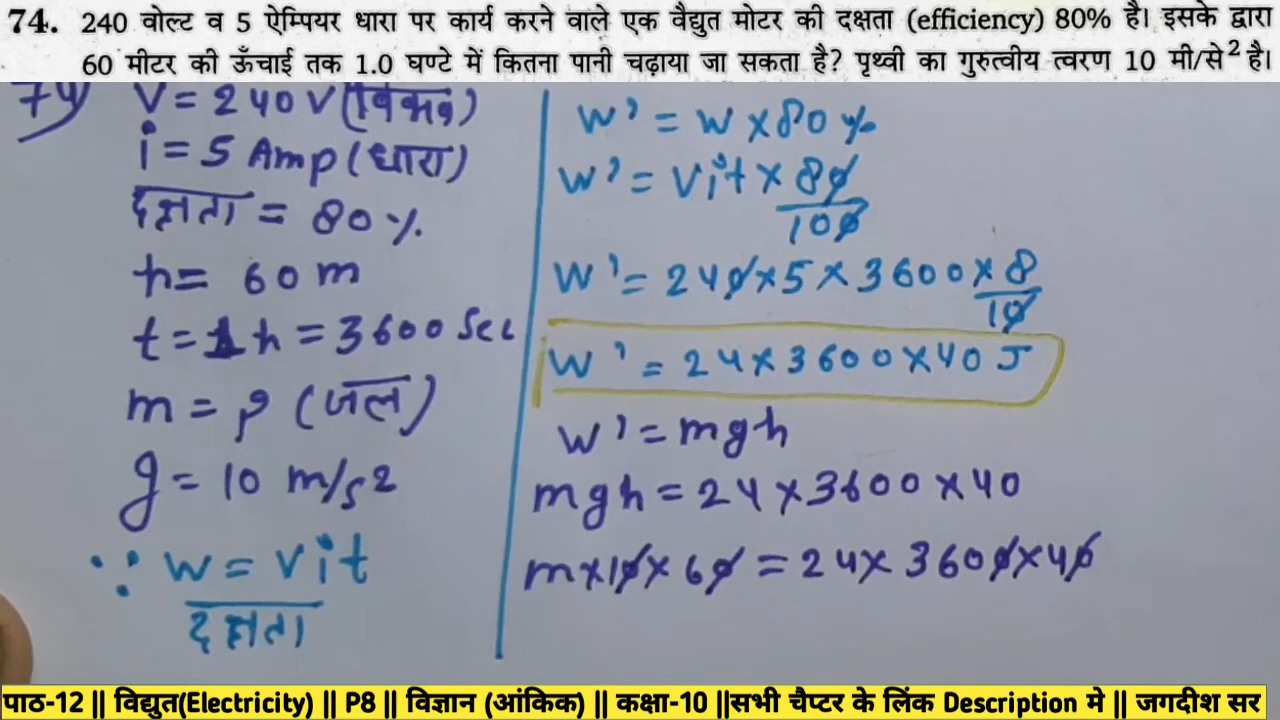 74. 240 वोल्ट व 5 ऐम्पियर धारा पर कार्य करने वाले एक वैद्युत मोटर की दक्षता (efficiency) 80% है। इसके द्वारा
60 मीटर की ऊँचाई तक 1.0 घण्टे में कितना पानी चढ़ाया जा सकता है? पृथ्वी का गुरुत्वीय त्वरण 10 मी/से² है।
74) V = 240 V (विभव)
i = 5 Amp (धारा)
दक्षता = 80 %
h = 60 m
t = 1 h = 3600 Sec
m = ? (जल)
g = 10 m/s2
∵ W = Vit
दक्षता
W' = W × 80 %
W' = Vit × 80/100
W' = 240 × 5 × 3600 × 8/10
W' = 24 × 3600 × 40 J
W' = mgh
mgh = 24 × 3600 × 40
m × 10 × 60 = 24 × 3600 × 40
पाठ-12 || विद्युत(Electricity) || P8 || विज्ञान (आंकिक) || कक्षा-10 ||सभी चैप्टर के लिंक Description मे || जगदीश सर